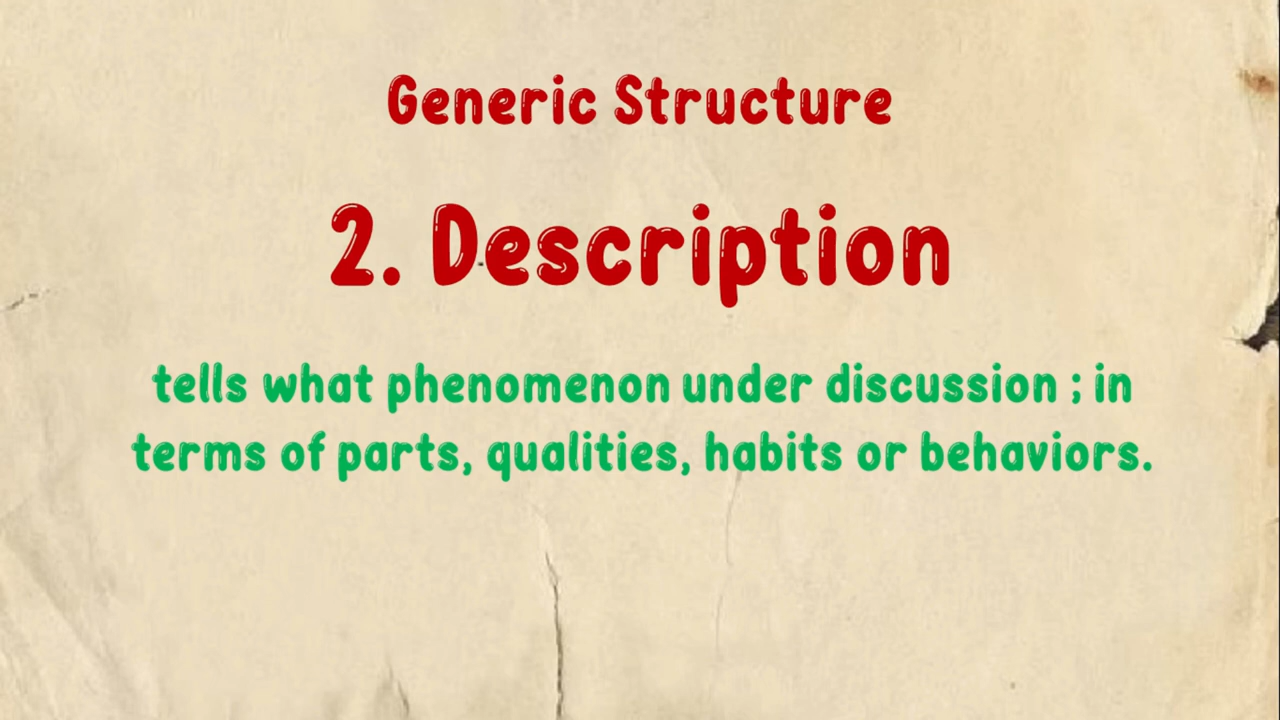 Generic Structure
2. Description
tells what phenomenon under discussion ; in
terms of parts, qualities, habits or behaviors.